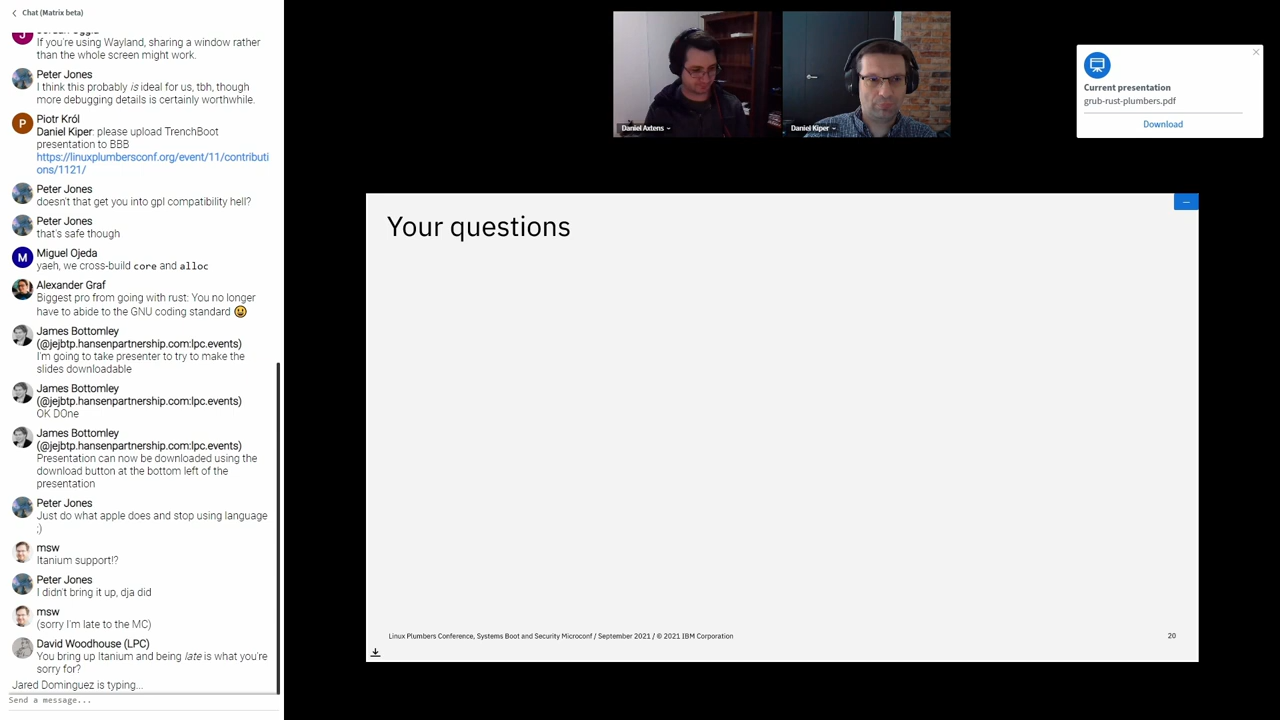 Chat (Matrix beta)
If you're using Wayland, sharing a window rather
than the whole screen might work.
Peter Jones
I think this probably is ideal for us, tbh, though
more debugging details is certainly worthwhile.
P
Piotr Król
Daniel Kiper: please upload TrenchBoot
presentation to BBB
https://linuxplumbersconf.org/event/11/contributi
ons/1121/
Peter Jones
doesn't that get you into gpl compatibility hell?
Peter Jones
that's safe though
M
Miguel Ojeda
yaeh, we cross-build core and alloc
Alexander Graf
Biggest pro from going with rust: You no longer
have to abide to the GNU coding standard 😃
James Bottomley
(@jejbtp.hansenpartnership.com:lpc.events)
I'm going to take presenter to try to make the
slides downloadable
James Bottomley
(@jejbtp.hansenpartnership.com:lpc.events)
OK DOne
James Bottomley
(@jejbtp.hansenpartnership.com:lpc.events)
Presentation can now be downloaded using the
download button at the bottom left of the
presentation
Peter Jones
Just do what apple does and stop using language
;)
msw
Itanium support!?
Peter Jones
I didn't bring it up, dja did
msw
(sorry I'm late to the MC)
David Woodhouse (LPC)
You bring up Itanium and being late is what you're
sorry for?
Jared Dominguez is typing...
Send a message...
Daniel Axtens
Daniel Kiper
Current presentation
grub-rust-plumbers.pdf
Download
Your questions
Linux Plumbers Conference, Systems Boot and Security Microconf / September 2021 / © 2021 IBM Corporation
20